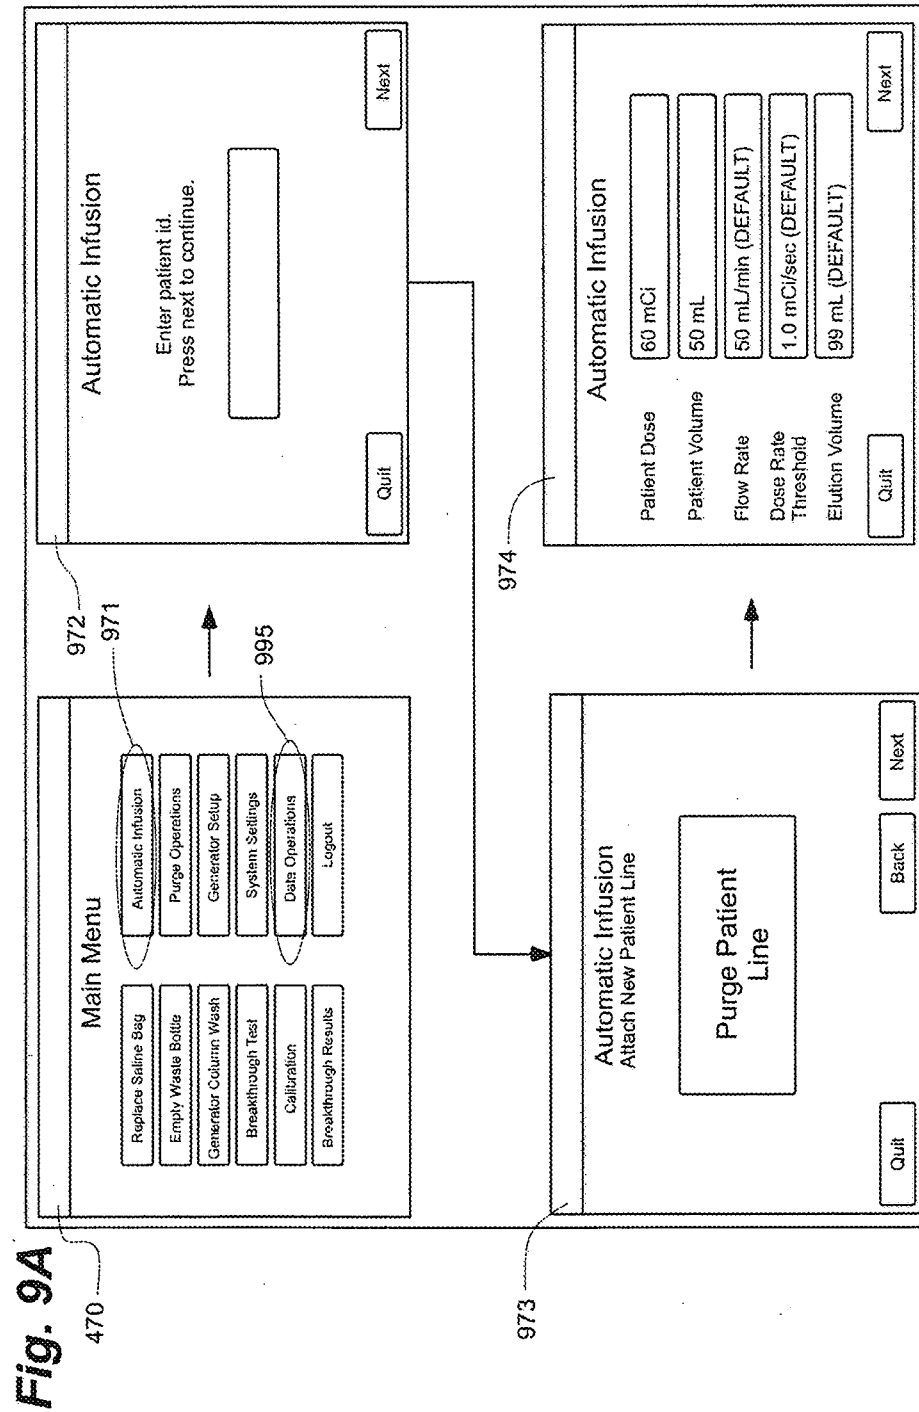 Fig. 9A
470
Main Menu
Replace Saline Bag
Empty Waste Bottle
Generator Column Wash
Breakthrough Test
Calibration
Breakthrough Results
Automatic Infusion
Purge Operations
Generator Setup
System Settings
Data Operations
Logout
971
995
972
Automatic Infusion
Enter patient id.
Press next to continue.
Quit
Next
973
Automatic Infusion
Attach New Patient Line
Purge Patient
Line
Quit
Back
Next
974
Automatic Infusion
Patient Dose
60 mCi
Patient Volume
50 mL
Flow Rate
50 mL/min (DEFAULT)
Dose Rate
Threshold
1.0 mCi/sec (DEFAULT)
Elution Volume
99 mL (DEFAULT)
Quit
Next